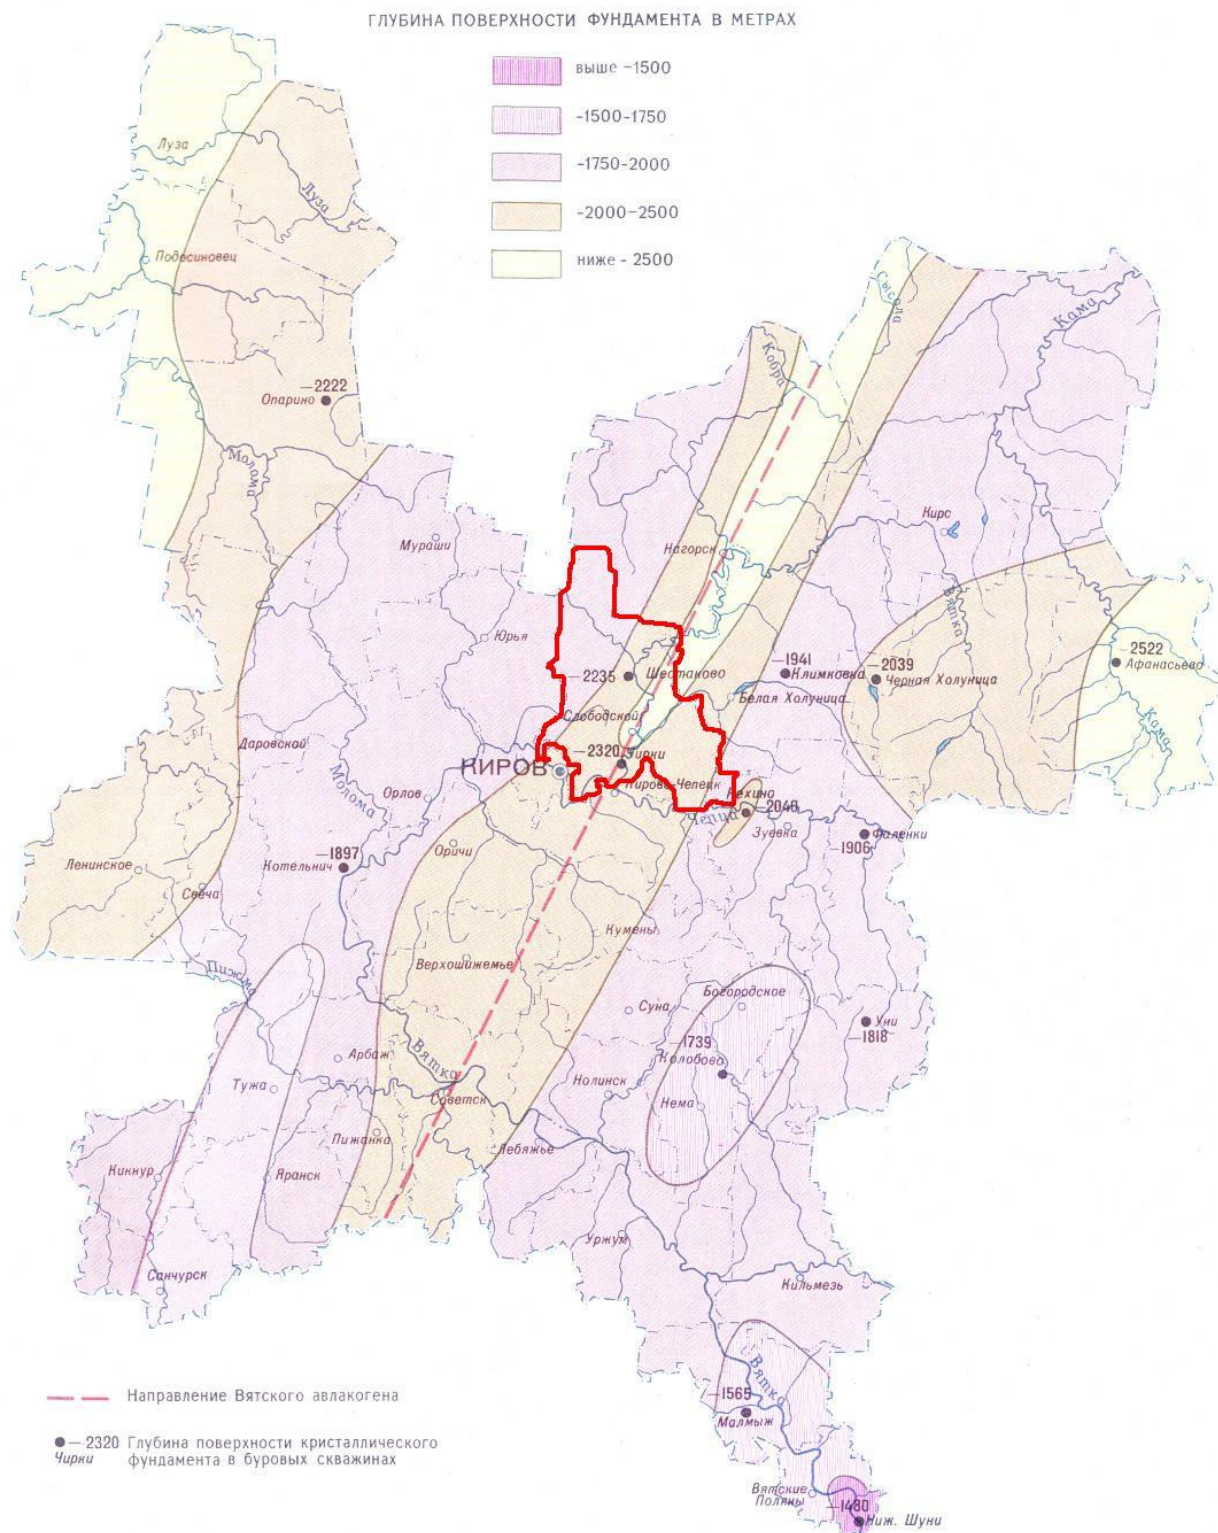 ГЛУБИНА ПОВЕРХНОСТИ ФУНДАМЕНТА В МЕТРАХ
выше -1500
-1500-1750
-1750-2000
-2000-2500
ниже - 2500
Луза
Луза
Подосиновец
Сысола
Кама
Кобра
-2222
Опарино
Молома
Кирс
Мураши
Нагорск
Вятка
Юрья
-2522
Афанасьево
-1941
Климковка
-2039
Черная Холуница
-2235
Шестаково
Белая Холуница
Слободской
Кама
Даровской
-2320
Чирки
КИРОВ
Молома
Орлов
Кирово-Чепецк
Чепца
-2040
Зуевка
Фаленки
-1906
Оричи
-1897
Котельнич
Ленинское
Свеча
Кумены
Верхошижемье
Пижма
Богородское
Суна
Уни
-1818
-1739
Колобово
Арбаж
Вятка
Тужа
Нолинск
Нема
Советск
Пижанка
Лебяжье
Кикнур
Яранск
Уржум
Санчурск
Кильмезь
Вятка
-1565
Малмыж
Направление Вятского авлакогена
-2320 Глубина поверхности кристаллического
Чирки фундамента в буровых скважинах
Вятские
Поляны
-1480
Ниж. Шуни